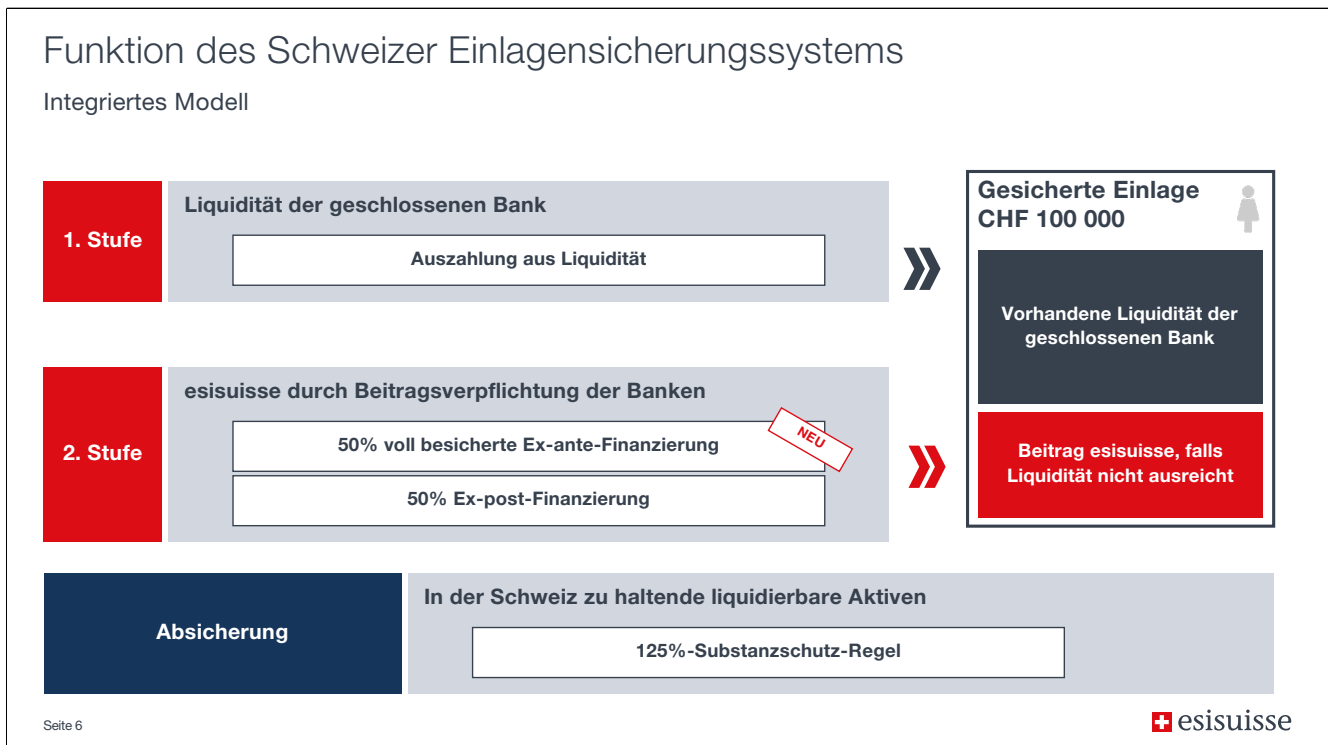 Funktion des Schweizer Einlagensicherungssystems
Integriertes Modell
1. Stufe
Liquidität der geschlossenen Bank
Auszahlung aus Liquidität
2. Stufe
esisuisse durch Beitragsverpflichtung der Banken
50% voll besicherte Ex-ante-Finanzierung
NEU
50% Ex-post-Finanzierung
Gesicherte Einlage
CHF 100 000
Vorhandene Liquidität der
geschlossenen Bank
Beitrag esisuisse, falls
Liquidität nicht ausreicht
Absicherung
In der Schweiz zu haltende liquidierbare Aktiven
125%-Substanzschutz-Regel
Seite 6
esisuisse